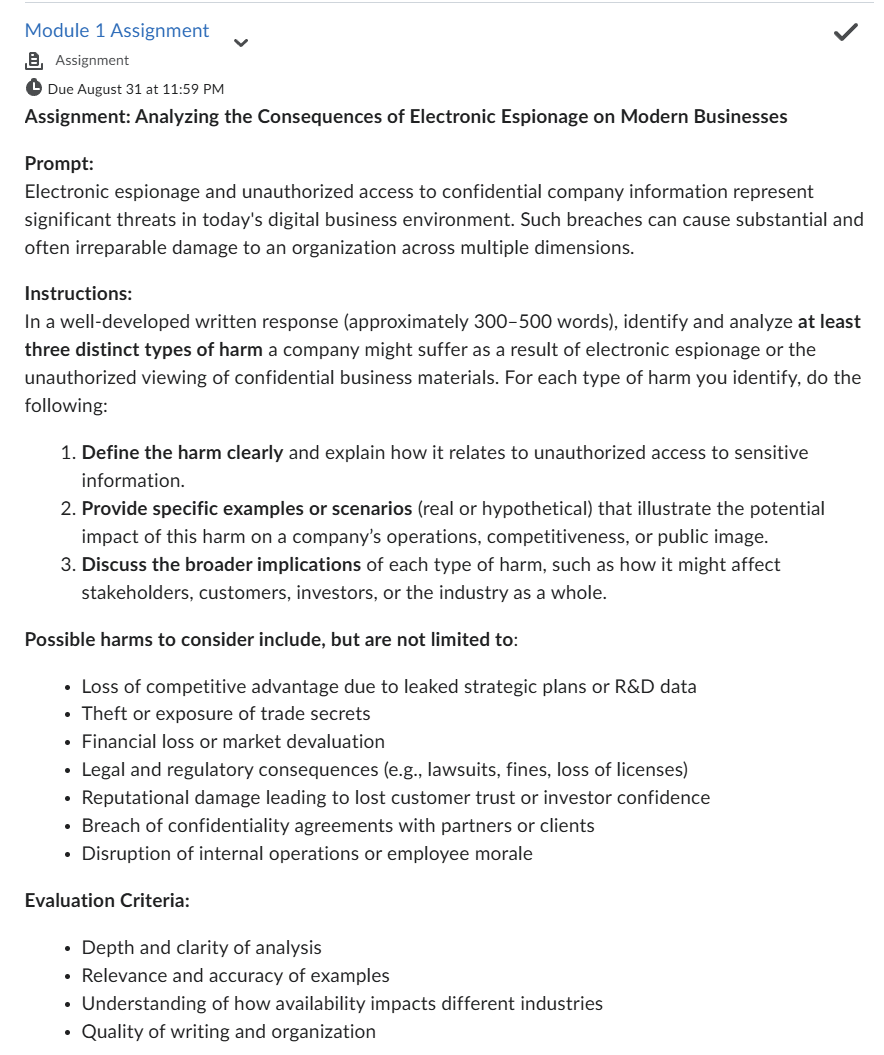 Module 1 Assignment
Assignment
Due August 31 at 11:59 PM
Assignment: Analyzing the Consequences of Electronic Espionage on Modern Businesses
Prompt:
Electronic espionage and unauthorized access to confidential company information represent
significant threats in today's digital business environment. Such breaches can cause substantial and
often irreparable damage to an organization across multiple dimensions.
Instructions:
In a well-developed written response (approximately 300–500 words), identify and analyze at least
three distinct types of harm a company might suffer as a result of electronic espionage or the
unauthorized viewing of confidential business materials. For each type of harm you identify, do the
following:
1. Define the harm clearly and explain how it relates to unauthorized access to sensitive
information.
2. Provide specific examples or scenarios (real or hypothetical) that illustrate the potential
impact of this harm on a company’s operations, competitiveness, or public image.
3. Discuss the broader implications of each type of harm, such as how it might affect
stakeholders, customers, investors, or the industry as a whole.
Possible harms to consider include, but are not limited to:
• Loss of competitive advantage due to leaked strategic plans or R&D data
• Theft or exposure of trade secrets
• Financial loss or market devaluation
• Legal and regulatory consequences (e.g., lawsuits, fines, loss of licenses)
• Reputational damage leading to lost customer trust or investor confidence
• Breach of confidentiality agreements with partners or clients
• Disruption of internal operations or employee morale
Evaluation Criteria:
• Depth and clarity of analysis
• Relevance and accuracy of examples
• Understanding of how availability impacts different industries
• Quality of writing and organization